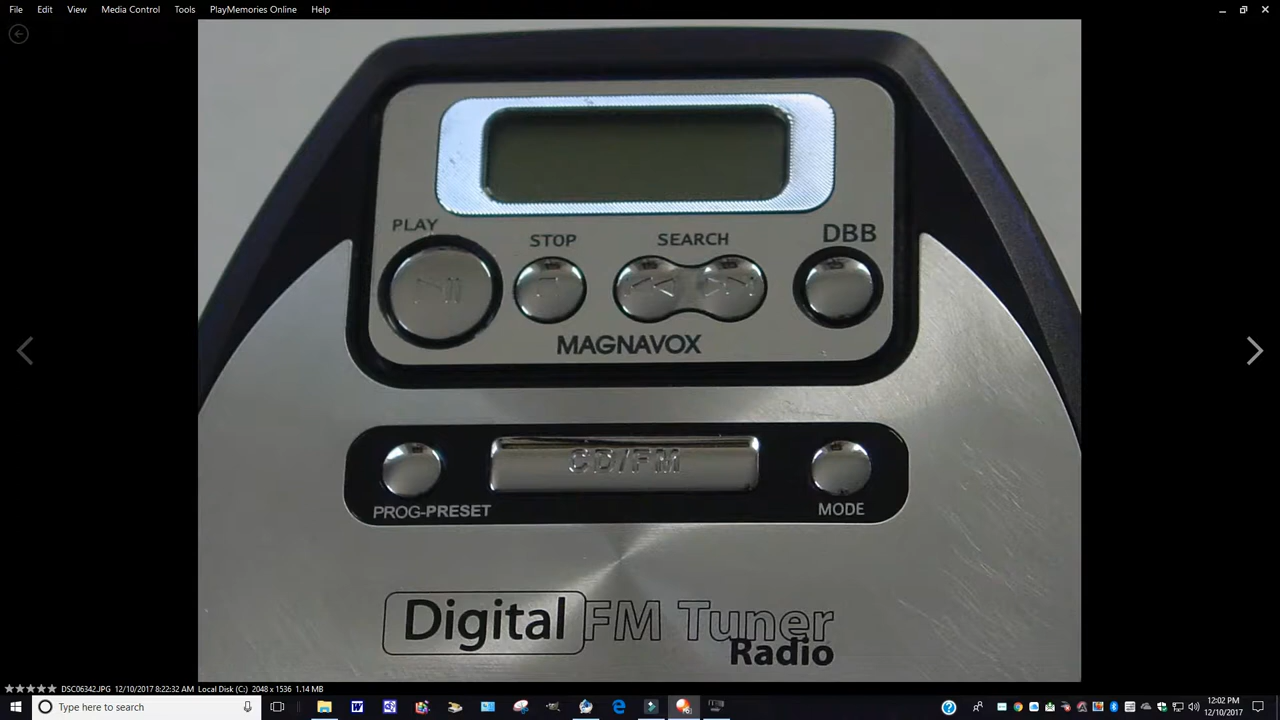 File Edit View Media Control Tools PlayMemories Online Help
PLAY
STOP
SEARCH
DBB
MAGNAVOX
CD/FM
PROG-PRESET
MODE
Digital FM Tuner
Radio
DSC06342.JPG 12/10/2017 8:22:32 AM Local Disk (C:) 2048 x 1536 1.14 MB
Type here to search
12:02 PM
12/10/2017